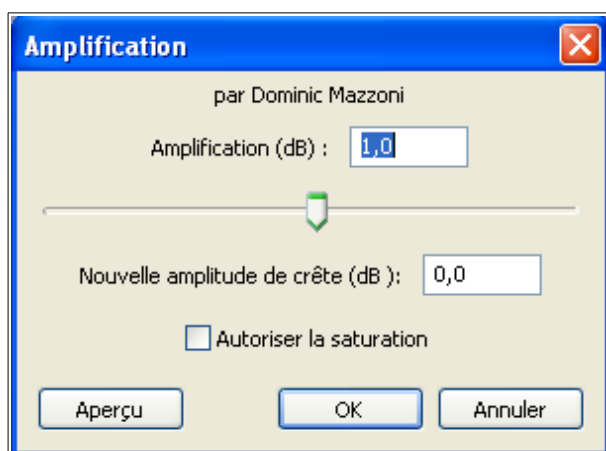 Amplification
par Dominic Mazzoni
Amplification (dB) : 1,0
Nouvelle amplitude de crête (dB ): 0,0
Autoriser la saturation
Aperçu OK Annuler